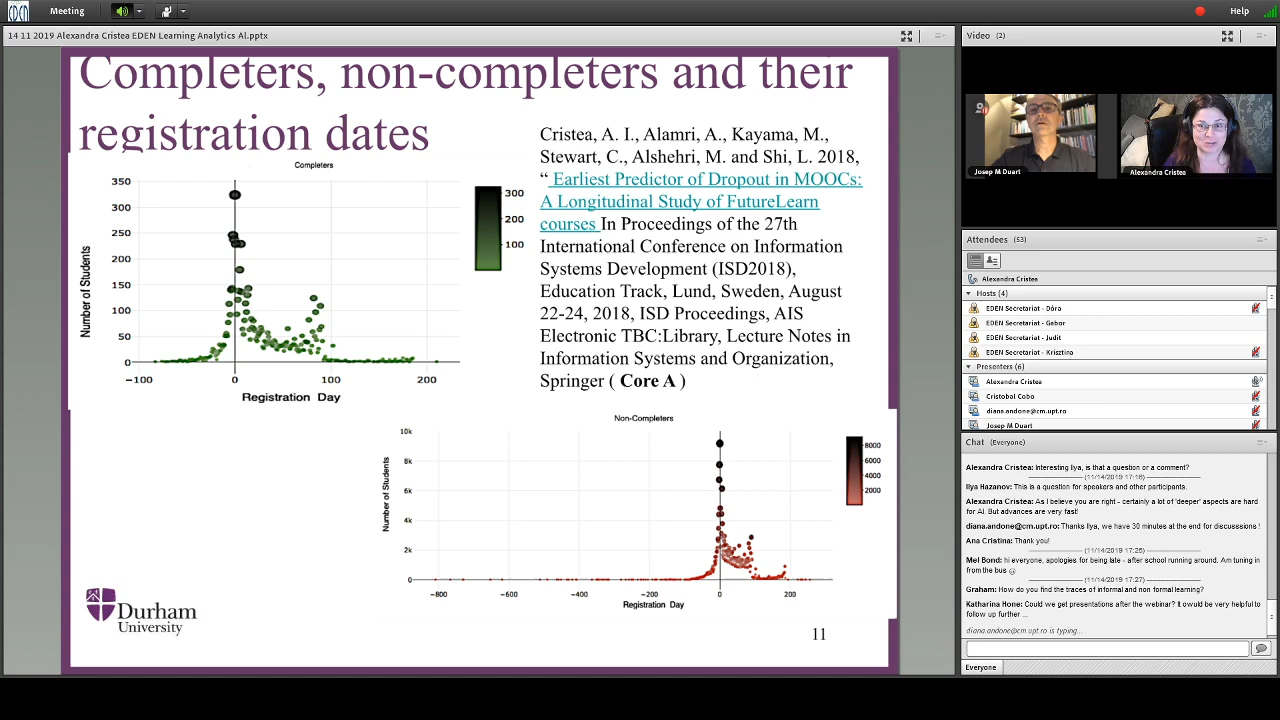 EDEN
Meeting
Help
14 11 2019 Alexandra Cristea EDEN Learning Analytics AI.pptx
Completers, non-completers and their
registration dates
Completers
350
300
250
200
150
100
50
0
−100
0
100
200
Number of Students
Registration Day
300
200
100
Cristea, A. I., Alamri, A., Kayama, M.,
Stewart, C., Alshehri, M. and Shi, L. 2018,
“ Earliest Predictor of Dropout in MOOCs:
A Longitudinal Study of FutureLearn
courses In Proceedings of the 27th
International Conference on Information
Systems Development (ISD2018),
Education Track, Lund, Sweden, August
22-24, 2018, ISD Proceedings, AIS
Electronic TBC:Library, Lecture Notes in
Information Systems and Organization,
Springer ( Core A )
Non-Completers
10k
8k
6k
4k
2k
0
−800
−600
−400
−200
0
200
Number of Students
Registration Day
8000
6000
4000
2000
Durham
University
11
Video (2)
Josep M Duart
Alexandra Cristea
Attendees (53)
Alexandra Cristea
Hosts (4)
EDEN Secretariat - Dóra
EDEN Secretariat - Gabor
EDEN Secretariat - Judit
EDEN Secretariat - Krisztina
Presenters (6)
Alexandra Cristea
Cristobal Cobo
diana.andone@cm.upt.ro
Josep M Duart
Chat (Everyone)
Alexandra Cristea: Interesting Ilya, is that a question or a comment?
(11/14/2019 17:16)
Ilya Hazanov: This is a question for speakers and other participants.
Alexandra Cristea: As I believe you are right - certainly a lot of 'deeper' aspects are hard
for AI. But advances are very fast!
diana.andone@cm.upt.ro: Thanks Ilya, we have 30 minutes at the end for discusssions !
Ana Cristina: Thank you!
(11/14/2019 17:26)
Mel Bond: hi everyone, apologies for being late - after school running around. Am tuning in
from the bus ☺
(11/14/2019 17:27)
Graham: How do you find the traces of informal and non formal learning?
Katharina Hone: Could we get presentations after the webinar? It owuld be very helpful to
follow up further ...
diana.andone@cm.upt.ro is typing...
Everyone